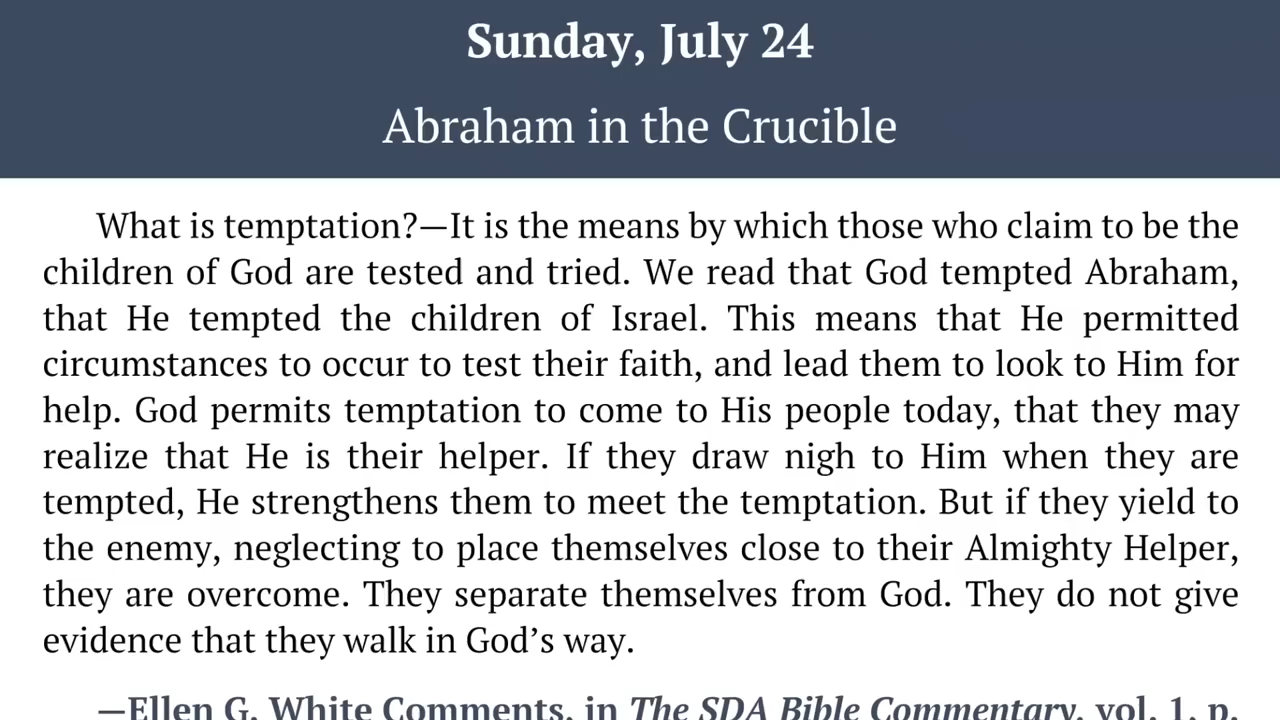 Sunday, July 24
Abraham in the Crucible
What is temptation?—It is the means by which those who claim to be the
children of God are tested and tried. We read that God tempted Abraham,
that He tempted the children of Israel. This means that He permitted
circumstances to occur to test their faith, and lead them to look to Him for
help. God permits temptation to come to His people today, that they may
realize that He is their helper. If they draw nigh to Him when they are
tempted, He strengthens them to meet the temptation. But if they yield to
the enemy, neglecting to place themselves close to their Almighty Helper,
they are overcome. They separate themselves from God. They do not give
evidence that they walk in God’s way.
—Ellen G. White Comments, in The SDA Bible Commentary, vol. 1, p.